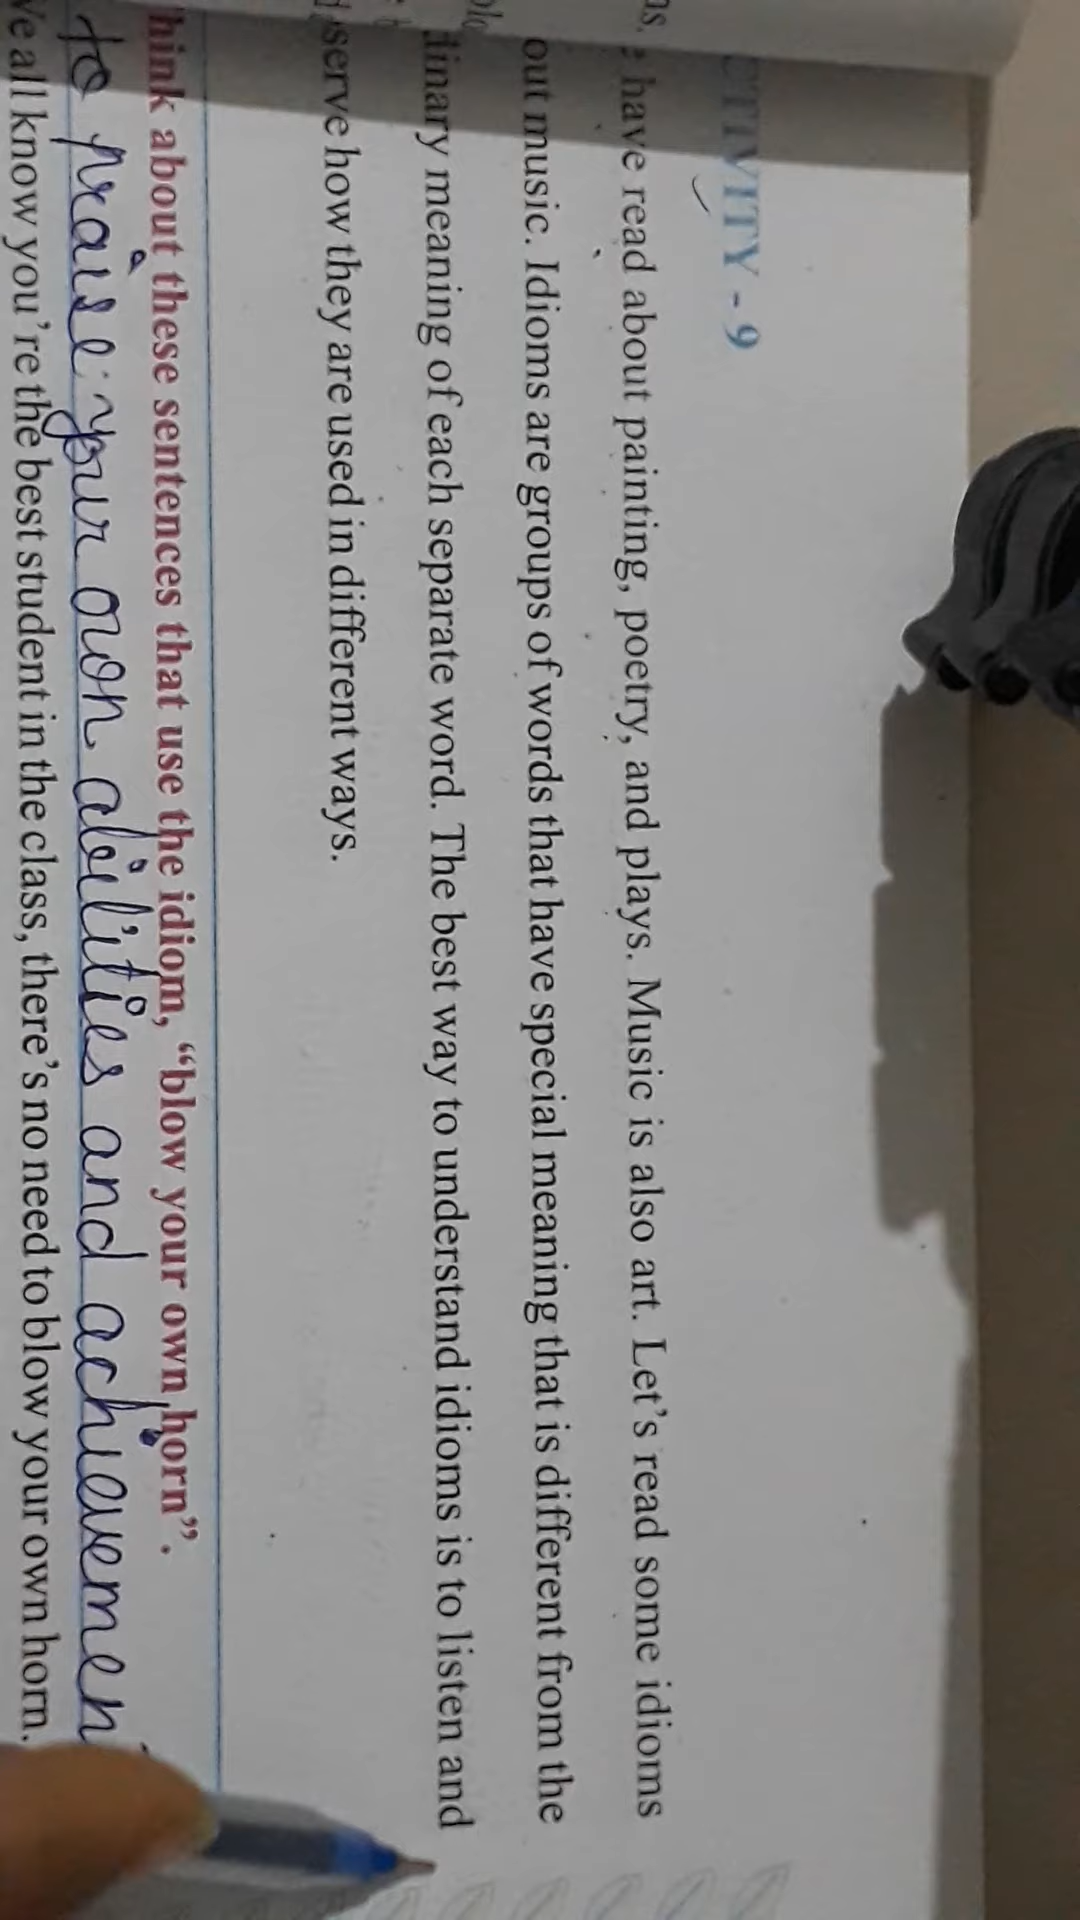 CTIVITY - 9
have read about painting, poetry, and plays. Music is also art. Let's read some idioms
out music. Idioms are groups of words that have special meaning that is different from the
dinary meaning of each separate word. The best way to understand idioms is to listen and
serve how they are used in different ways.
hink about these sentences that use the idiom, “blow your own horn”.
to praise your own abilities and achievement
We all know you're the best student in the class, there's no need to blow your own horn.